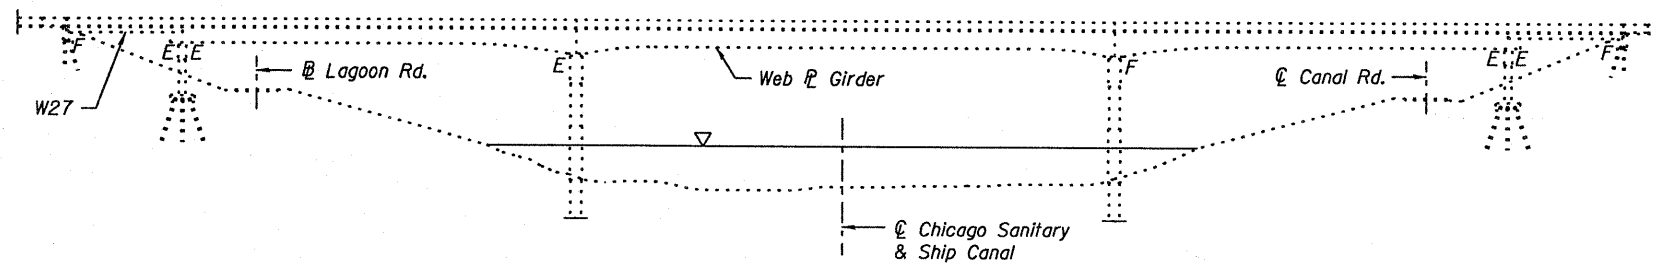 F
E E
℄ Lagoon Rd.
W27
E
Web ℙ Girder
F
℄ Canal Rd.
E E
F
℄ Chicago Sanitary
& Ship Canal